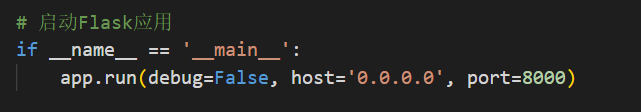 # 启动Flask应用
if __name__ == '__main__':
    app.run(debug=False, host='0.0.0.0', port=8000)